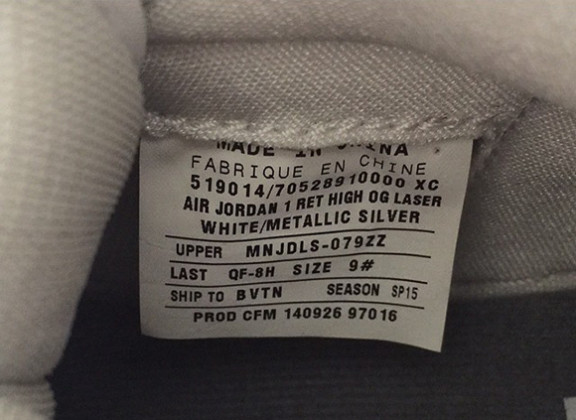 MADE IN CHINA
FABRIQUE EN CHINE
519014/70528910000 XC
AIR JORDAN 1 RET HIGH OG LASER
WHITE/METALLIC SILVER
UPPER MNJDLS-079ZZ
LAST QF-8H SIZE 9#
SHIP TO BVTN SEASON SP15
PROD CFM 140926 97016